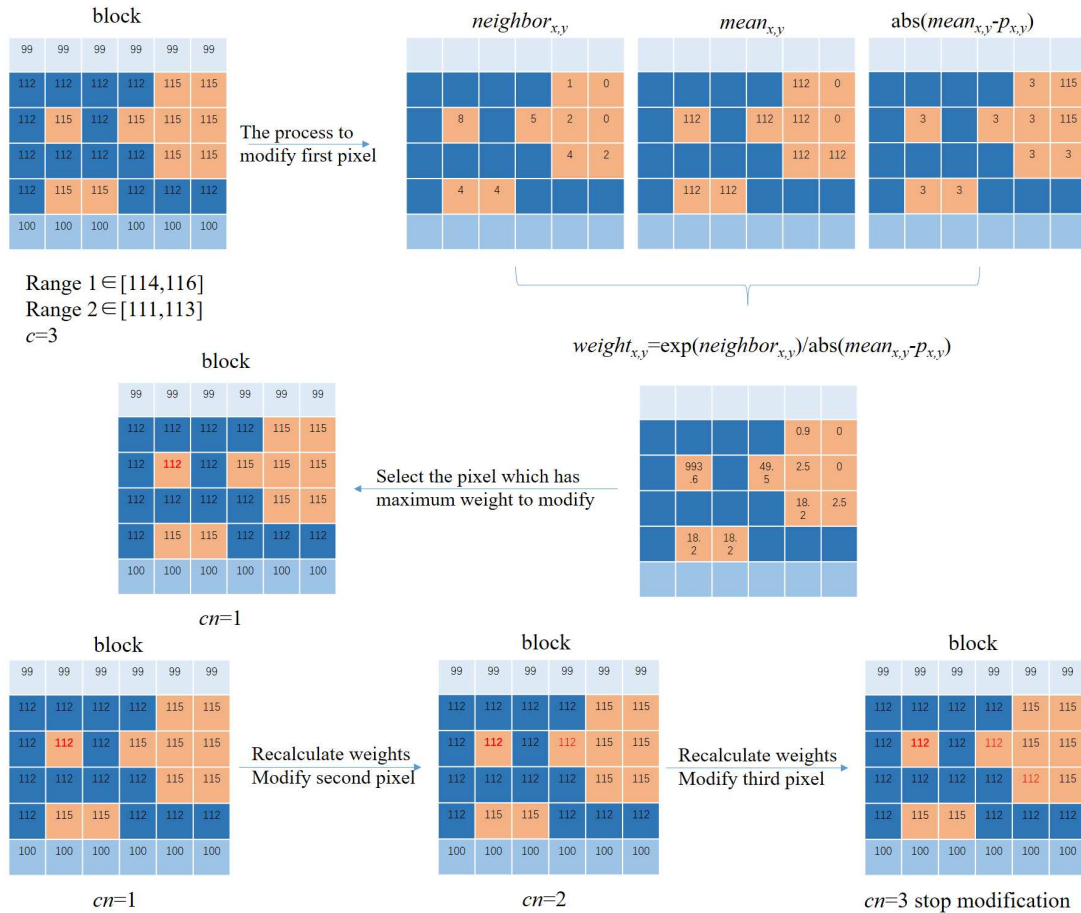 block
neighbor_{x,y}
mean_{x,y}
abs(mean_{x,y}-p_{x,y})
99 99 99 99 99 99
112 112 112 112 115 115
112 115 112 115 115 115
112 112 112 112 115 115
112 115 115 112 112 112
100 100 100 100 100 100
The process to
modify first pixel
1 0
8 5 2 0
4 2
4 4
112 0
112 112 112 0
112 112
112 112
3 115
3 3 3 115
3 3
3 3
Range 1∈[114,116]
Range 2∈[111,113]
c=3
weight_{x,y}=exp(neighbor_{x,y})/abs(mean_{x,y}-p_{x,y})
block
99 99 99 99 99 99
112 112 112 112 115 115
112 112 112 115 115 115
112 112 112 112 115 115
112 115 115 112 112 112
100 100 100 100 100 100
cn=1
Select the pixel which has
maximum weight to modify
0.9 0
993
.6
49.
5
2.5 0
18.
2
2.5
18.
2
18.
2
block
99 99 99 99 99 99
112 112 112 112 115 115
112 112 112 115 115 115
112 112 112 112 115 115
112 115 115 112 112 112
100 100 100 100 100 100
cn=1
Recalculate weights
Modify second pixel
block
99 99 99 99 99 99
112 112 112 112 115 115
112 112 112 112 115 115
112 112 112 112 115 115
112 115 115 112 112 112
100 100 100 100 100 100
cn=2
Recalculate weights
Modify third pixel
block
99 99 99 99 99 99
112 112 112 112 115 115
112 112 112 112 115 115
112 112 112 112 112 115
112 115 115 112 112 112
100 100 100 100 100 100
cn=3 stop modification